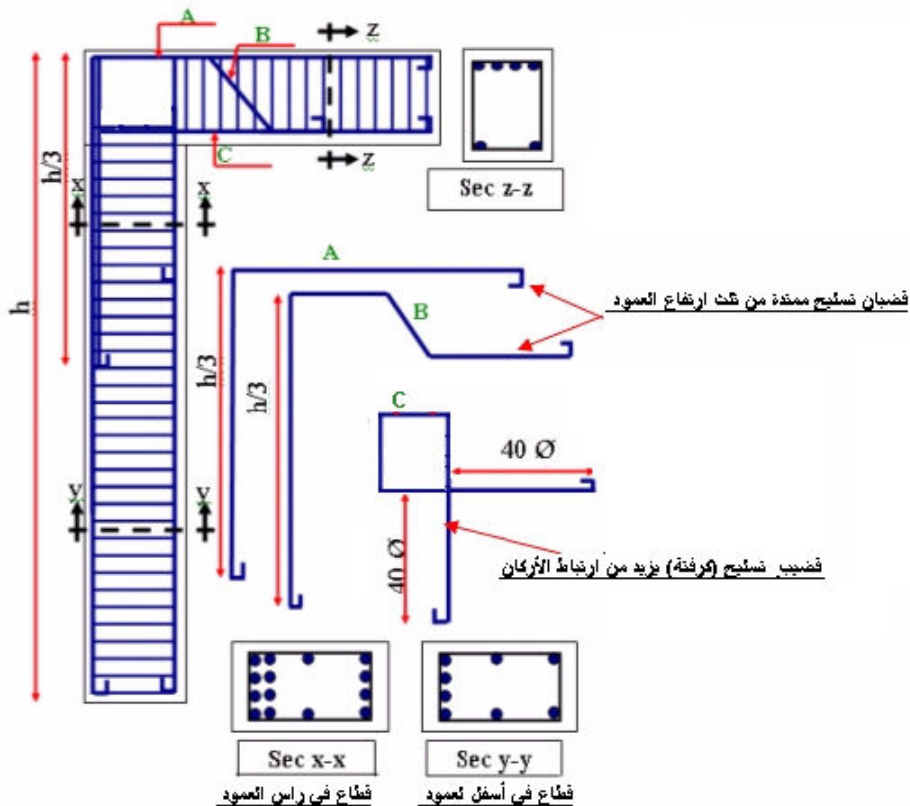 A
B
z
z
C
Sec z-z
h/3
x
x
h
A
قضبان تسليح ممتدة من ثلث ارتفاع العمود
B
h/3
h/3
C
40 Ø
y
y
40 Ø
قضيب تسليح (كرفتة) يزيد من ارتباط الأركان
Sec x-x
Sec y-y
قطاع في راس العمود
قطاع في أسفل لعمود